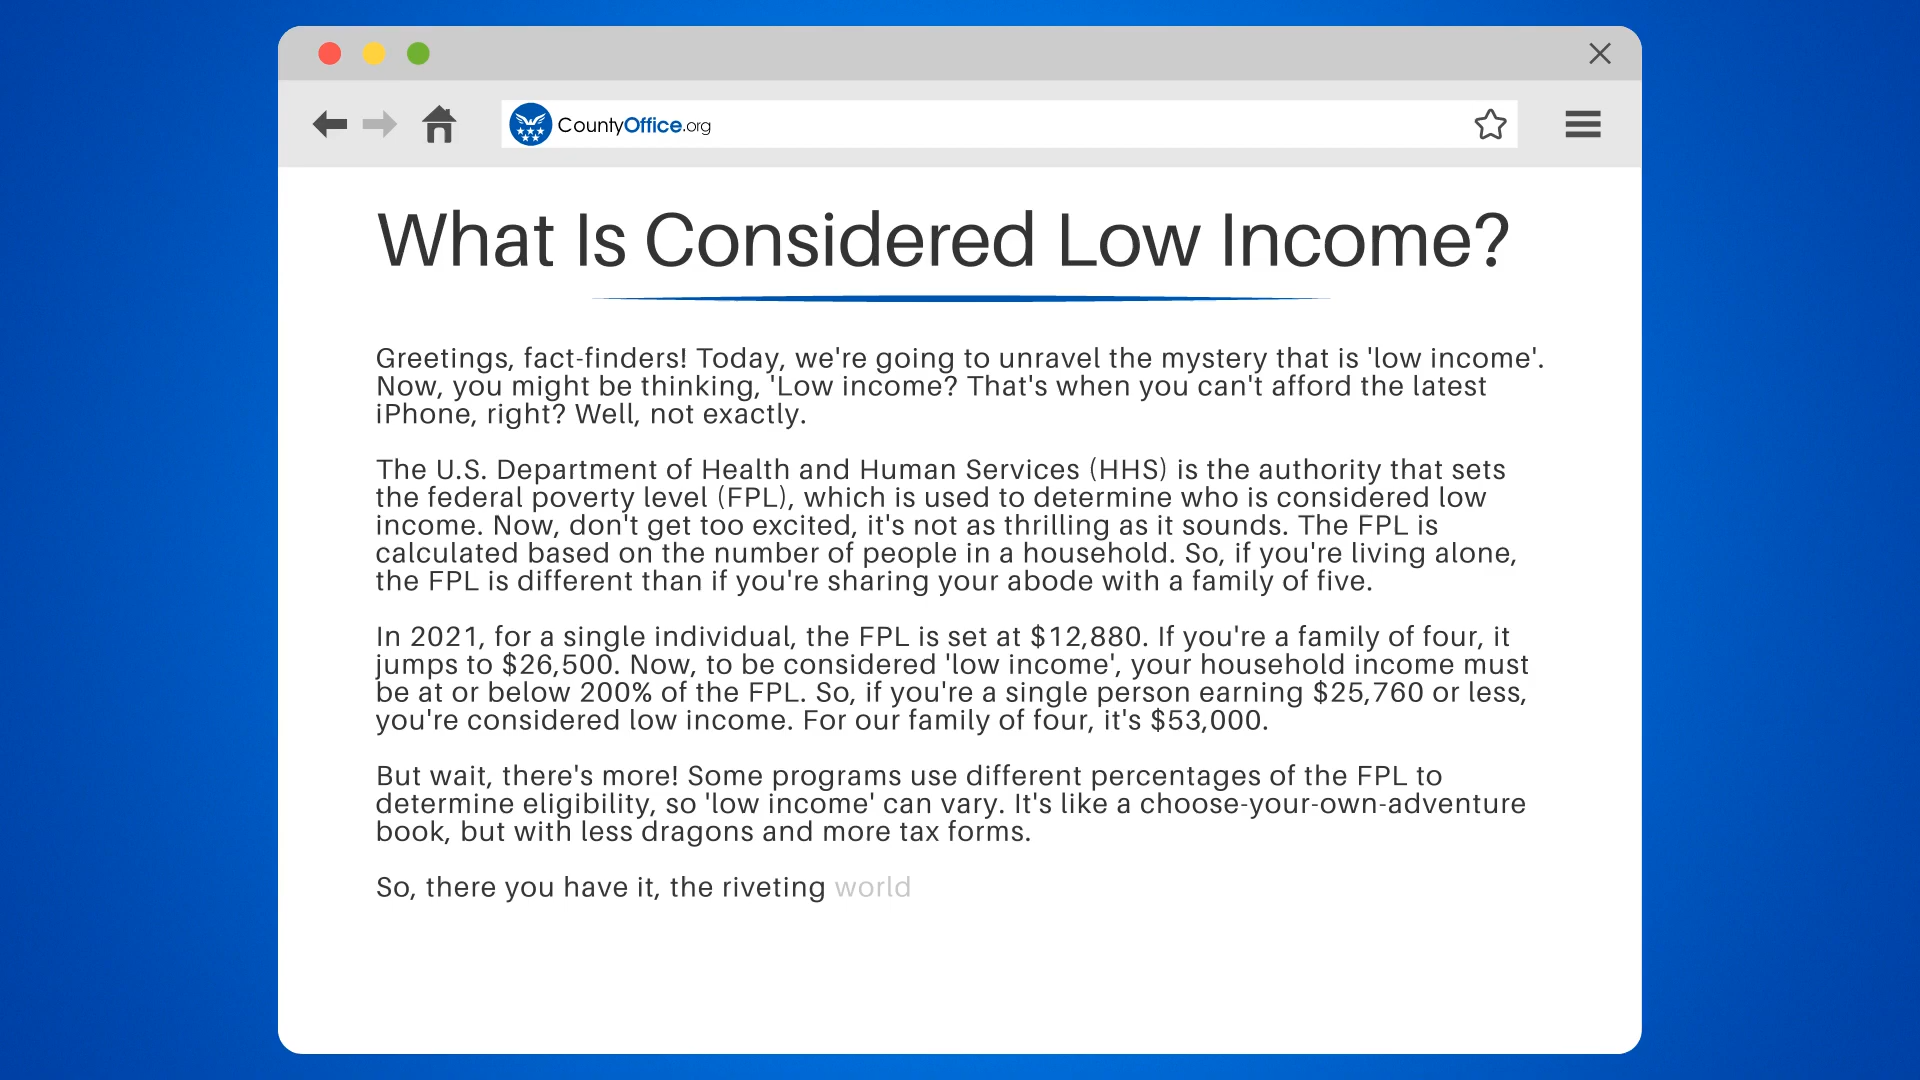 CountyOffice.org
What Is Considered Low Income?
Greetings, fact-finders! Today, we're going to unravel the mystery that is 'low income'.
Now, you might be thinking, 'Low income? That's when you can't afford the latest
iPhone, right? Well, not exactly.
The U.S. Department of Health and Human Services (HHS) is the authority that sets
the federal poverty level (FPL), which is used to determine who is considered low
income. Now, don't get too excited, it's not as thrilling as it sounds. The FPL is
calculated based on the number of people in a household. So, if you're living alone,
the FPL is different than if you're sharing your abode with a family of five.
In 2021, for a single individual, the FPL is set at $12,880. If you're a family of four, it
jumps to $26,500. Now, to be considered 'low income', your household income must
be at or below 200% of the FPL. So, if you're a single person earning $25,760 or less,
you're considered low income. For our family of four, it's $53,000.
But wait, there's more! Some programs use different percentages of the FPL to
determine eligibility, so 'low income' can vary. It's like a choose-your-own-adventure
book, but with less dragons and more tax forms.
So, there you have it, the riveting world